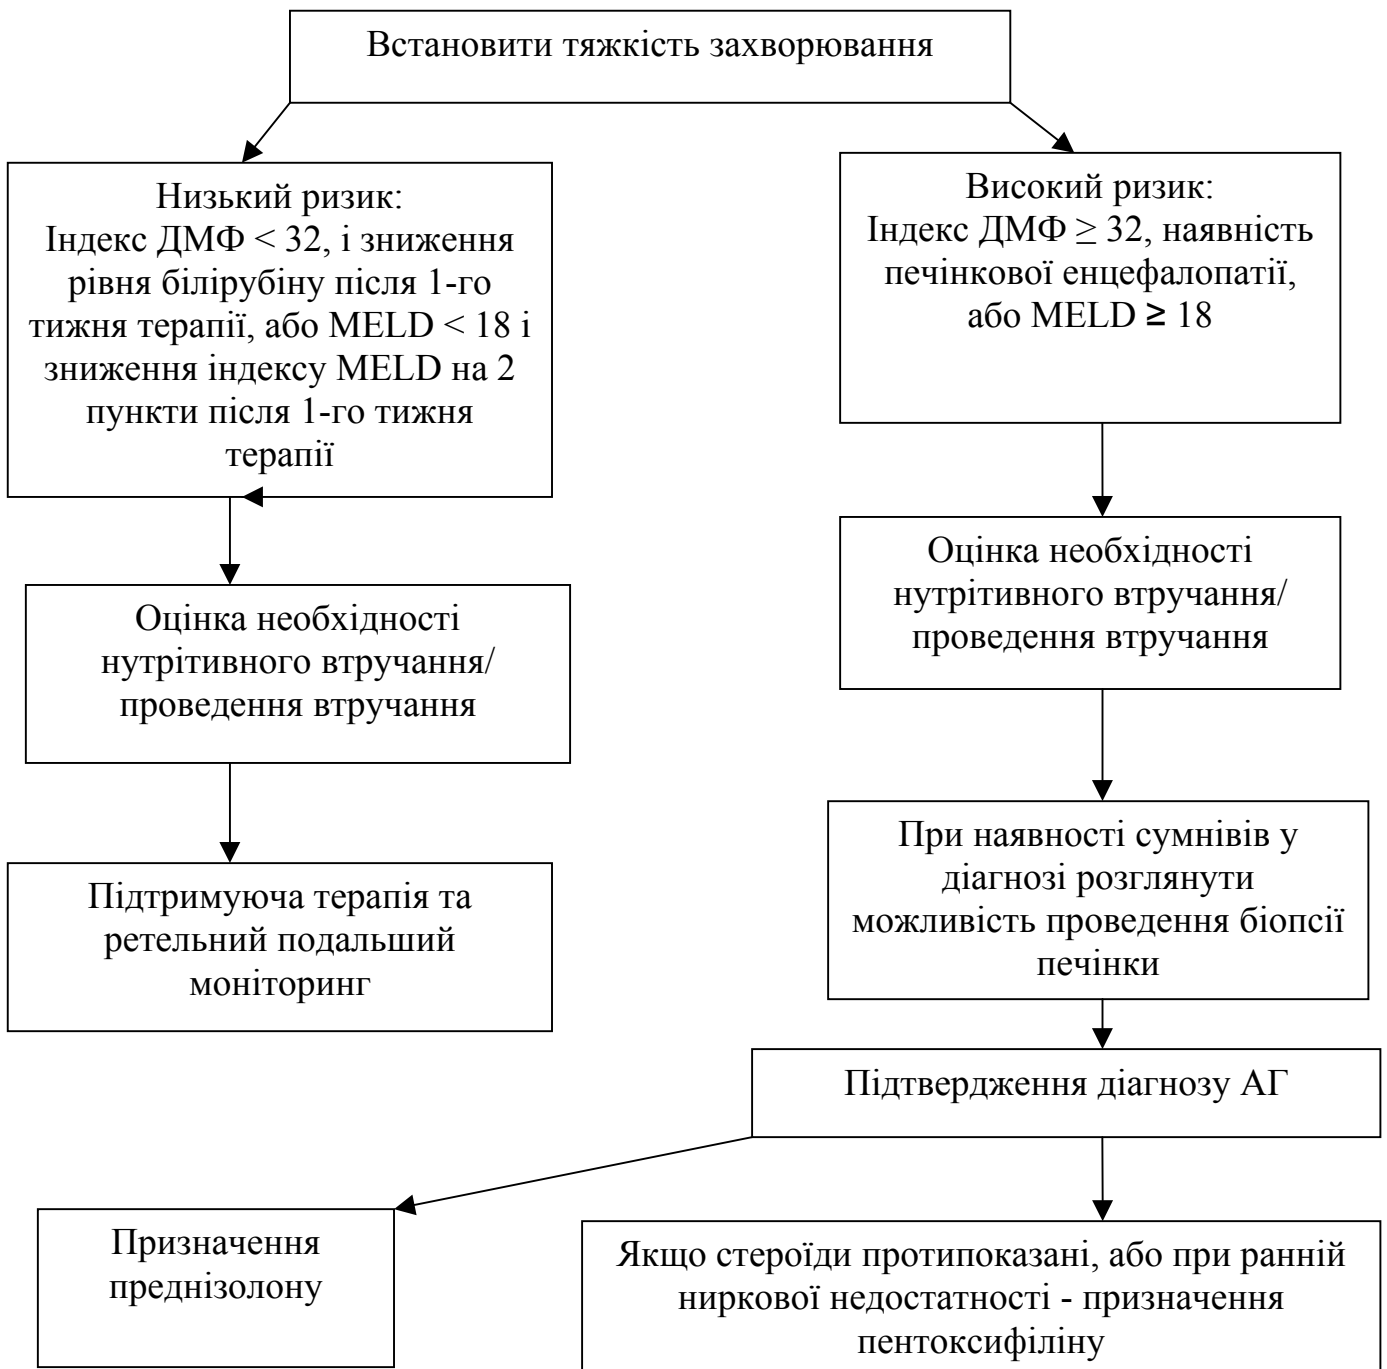 Встановити тяжкість захворювання
Низький ризик:
Індекс ДМФ < 32, і зниження
рівня білірубіну після 1-го
тижня терапії, або MELD < 18 і
зниження індексу MELD на 2
пункти після 1-го тижня
терапії
Високий ризик:
Індекс ДМФ ≥ 32, наявність
печінкової енцефалопатії,
або MELD ≥ 18
Оцінка необхідності
нутрітивного втручання/
проведення втручання
Оцінка необхідності
нутрітивного втручання/
проведення втручання
Підтримуюча терапія та
ретельний подальший
моніторинг
При наявності сумнівів у
діагнозі розглянути
можливість проведення біопсії
печінки
Підтвердження діагнозу АГ
Призначення
преднізолону
Якщо стероїди протипоказані, або при ранній
ниркової недостатності - призначення
пентоксифіліну